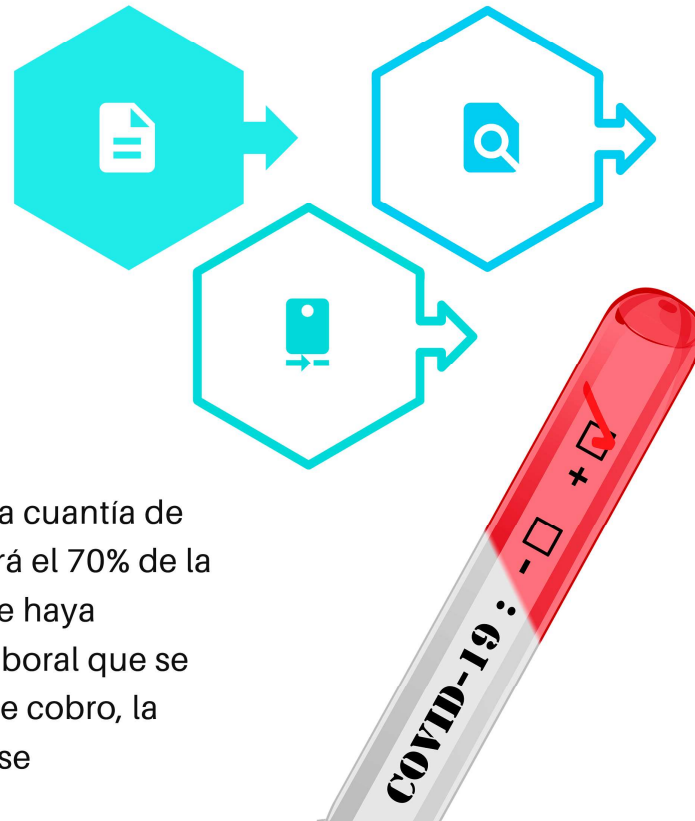 a cuantía de
rá el 70% de la
e haya
boral que se
e cobro, la
se
COVID-19 : - □ + □